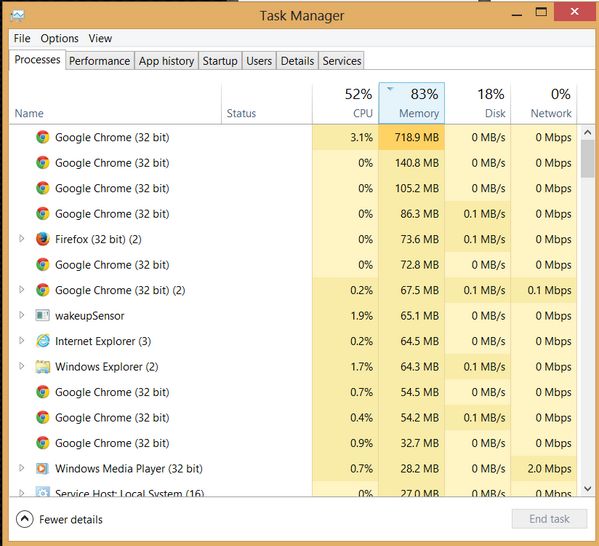 Task Manager
File Options View
Processes Performance App history Startup Users Details Services
52% 83% 18% 0%
Name Status CPU Memory Disk Network
Google Chrome (32 bit) 3.1% 718.9 MB 0 MB/s 0 Mbps
Google Chrome (32 bit) 0% 140.8 MB 0 MB/s 0 Mbps
Google Chrome (32 bit) 0% 105.2 MB 0 MB/s 0 Mbps
Google Chrome (32 bit) 0% 86.3 MB 0.1 MB/s 0 Mbps
Firefox (32 bit) (2) 0% 73.6 MB 0.1 MB/s 0 Mbps
Google Chrome (32 bit) 0% 72.8 MB 0 MB/s 0 Mbps
Google Chrome (32 bit) (2) 0.2% 67.5 MB 0.1 MB/s 0.1 Mbps
wakeupSensor 1.9% 65.1 MB 0 MB/s 0 Mbps
Internet Explorer (3) 0.2% 64.5 MB 0 MB/s 0 Mbps
Windows Explorer (2) 1.7% 64.3 MB 0.1 MB/s 0 Mbps
Google Chrome (32 bit) 0.7% 54.5 MB 0 MB/s 0 Mbps
Google Chrome (32 bit) 0.4% 54.2 MB 0.1 MB/s 0 Mbps
Google Chrome (32 bit) 0.9% 32.7 MB 0 MB/s 0 Mbps
Windows Media Player (32 bit) 0.7% 28.2 MB 0 MB/s 2.0 Mbps
Service Host: Local System (16) 0% 27.0 MB 0 MB/s 0 Mbps
Fewer details End task